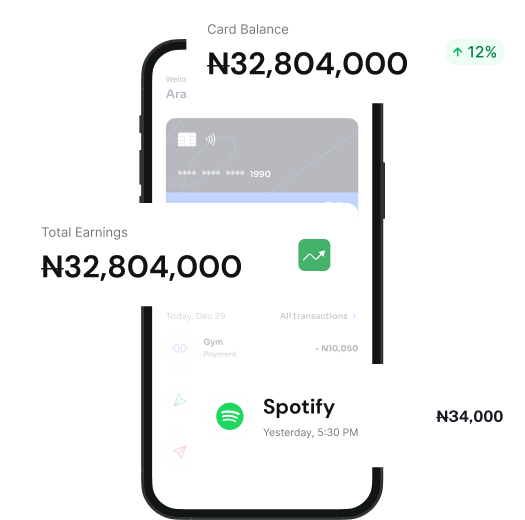 Card Balance
₦32,804,000
12%
Ara
**** **** **** 1990
Total Earnings
₦32,804,000
Today, Dec 29
All transactions
Gym
- ₦10,050
Payment
Spotify
₦34,000
Yesterday, 5:30 PM